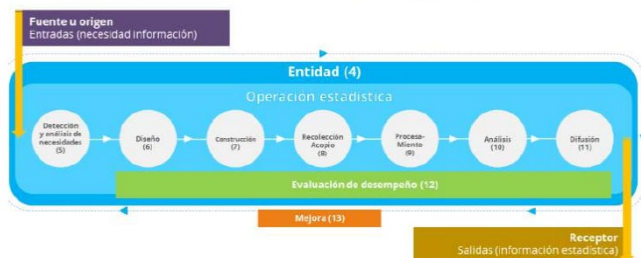 Fuente u origen
Entradas (necesidad información)
Entidad (4)
Operación estadística
Detección
y análisis de
necesidades
(5)
Diseño
(6)
Construcción
(7)
Recolección
Acopio
(8)
Procesa-
Miento
(9)
Análisis
(10)
Difusión
(11)
Evaluación de desempeño (12)
Mejora (13)
Receptor
Salidas (información estadística)